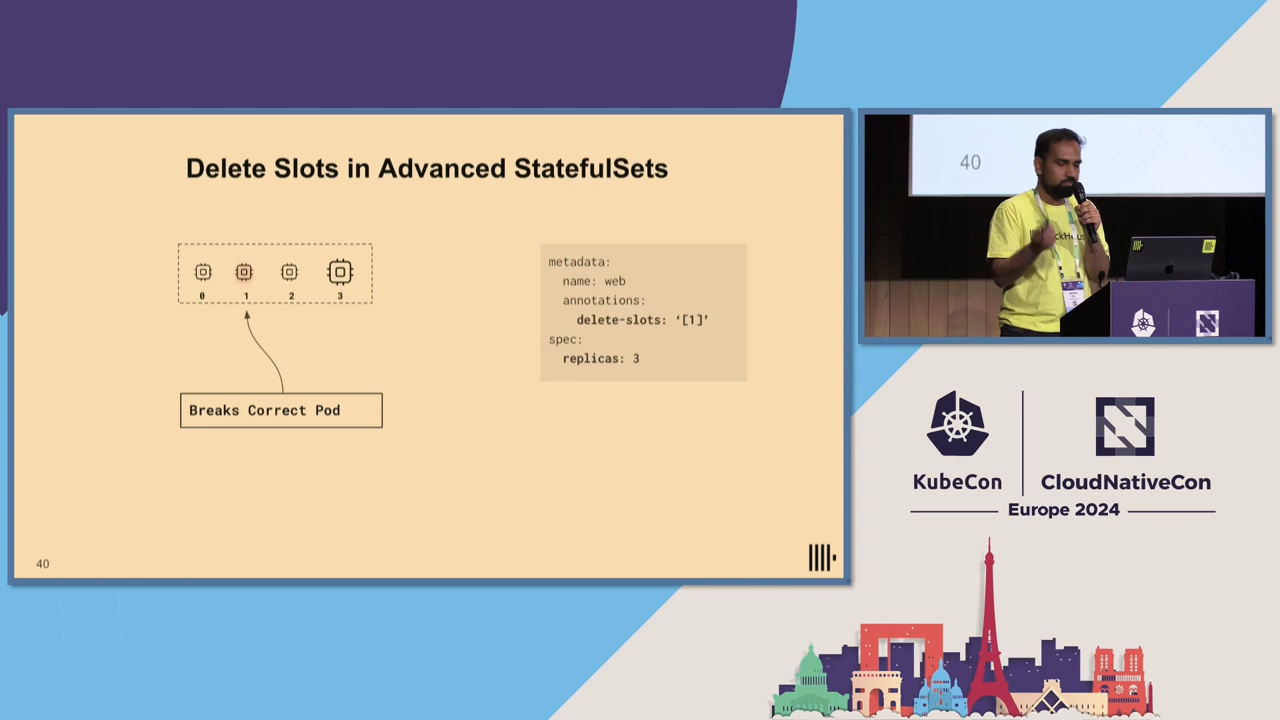 Delete Slots in Advanced StatefulSets
0 1 2 3
Breaks Correct Pod
metadata:
name: web
annotations:
delete-slots: ‘[1]’
spec:
replicas: 3
40
40
KubeCon
CloudNativeCon
Europe 2024